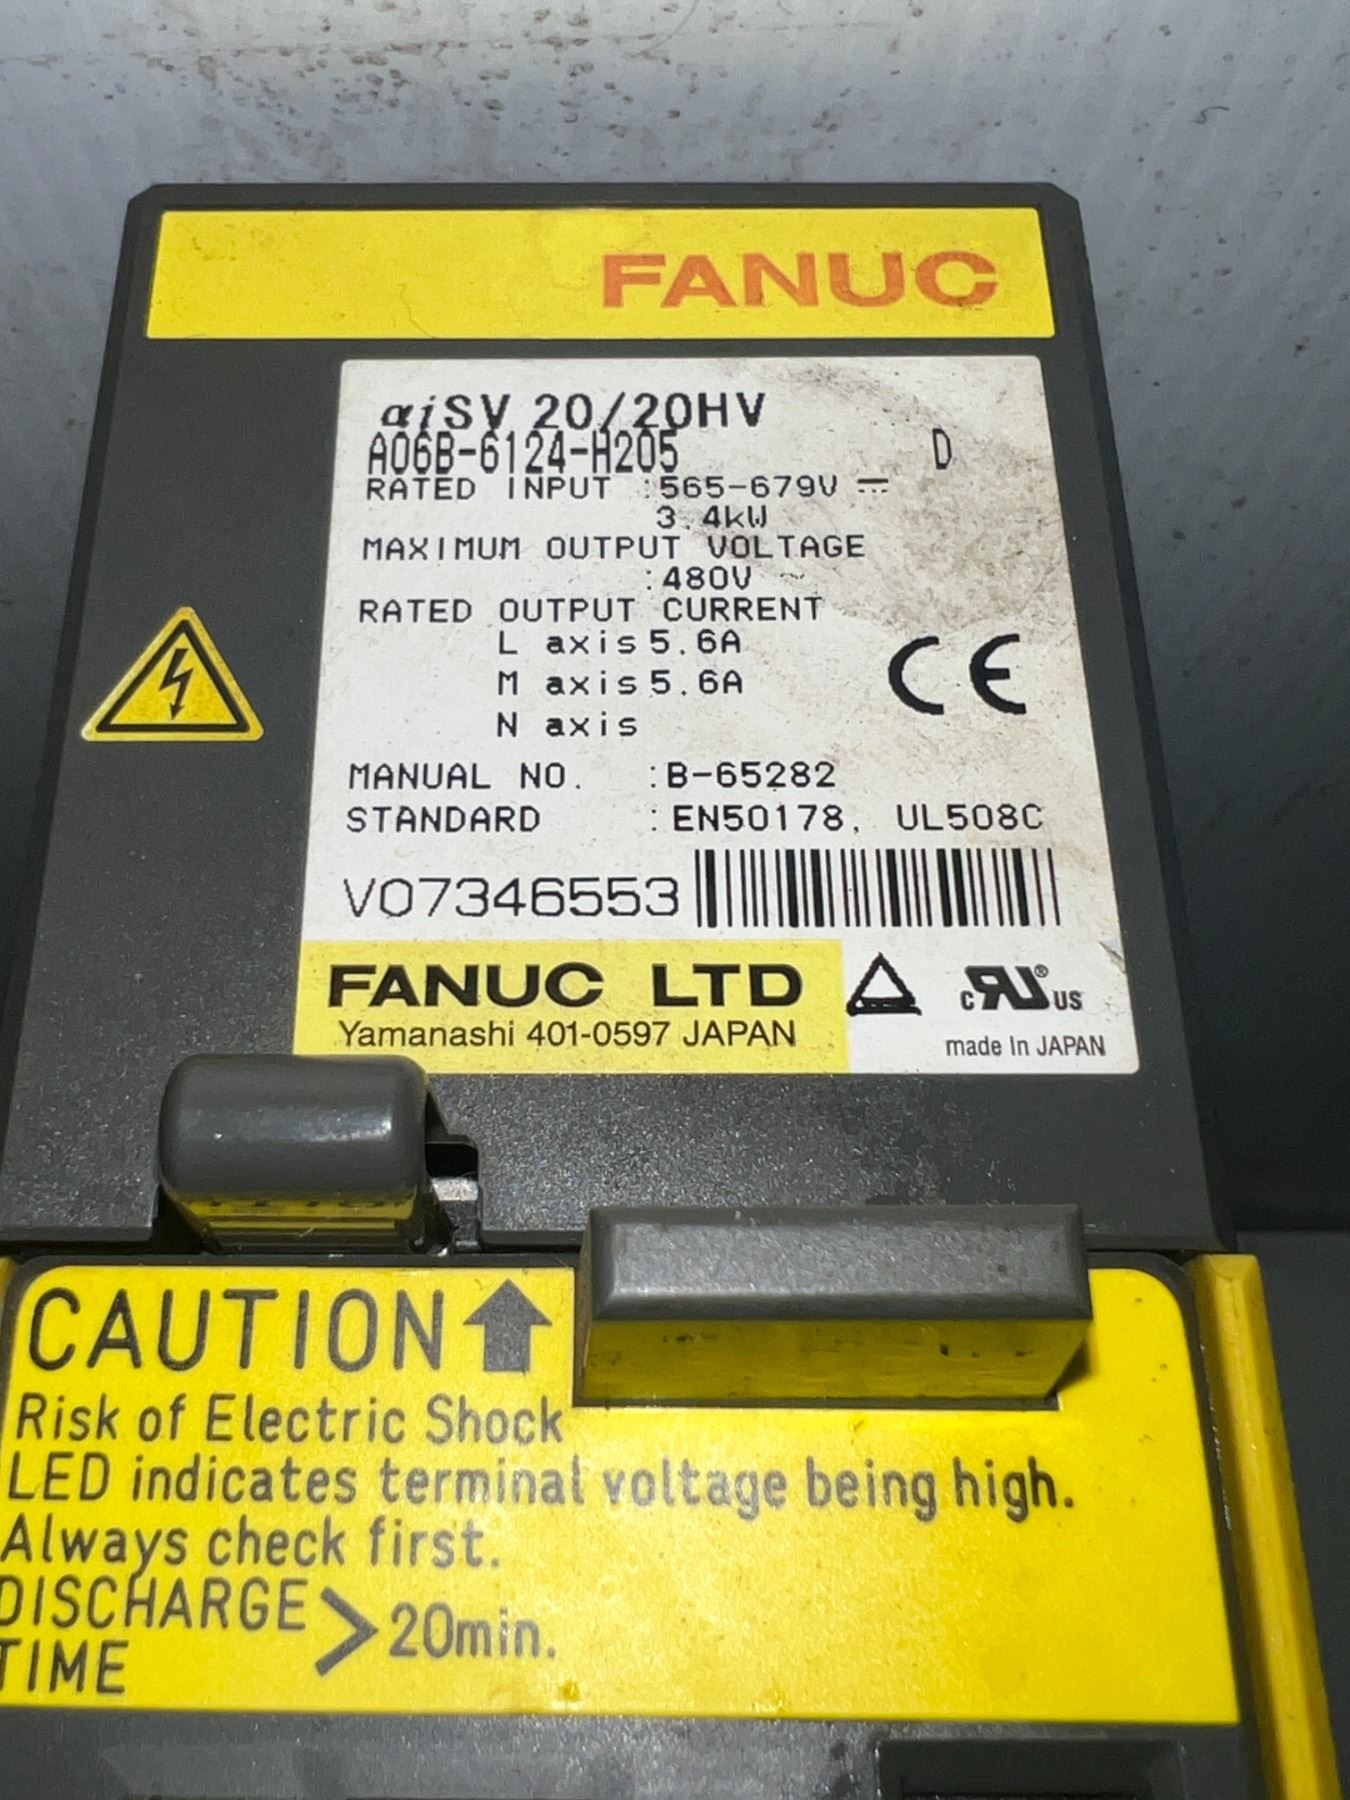 FANUC
αiSV 20/20HV
A06B-6124-H205 D
RATED INPUT :565-679V ⎓
3.4kW
MAXIMUM OUTPUT VOLTAGE
:480V ~
RATED OUTPUT CURRENT
L axis 5.6A
M axis 5.6A
N axis
CE
MANUAL NO. :B-65282
STANDARD :EN50178, UL508C
V07346553
FANUC LTD
Yamanashi 401-0597 JAPAN
c RU ® US
made In JAPAN
CAUTION
Risk of Electric Shock
LED indicates terminal voltage being high.
Always check first.
DISCHARGE
TIME > 20min.